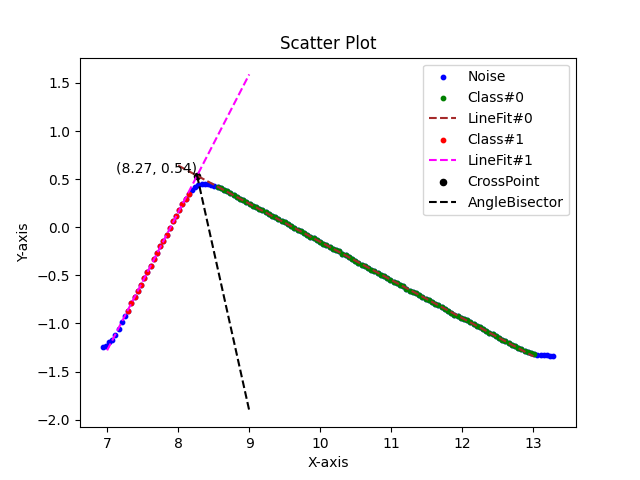 Scatter Plot
Noise
Class#0
LineFit#0
Class#1
LineFit#1
CrossPoint
AngleBisector
(8.27, 0.54)
1.5
1.0
0.5
0.0
−0.5
−1.0
−1.5
−2.0
Y-axis
7 8 9 10 11 12 13
X-axis